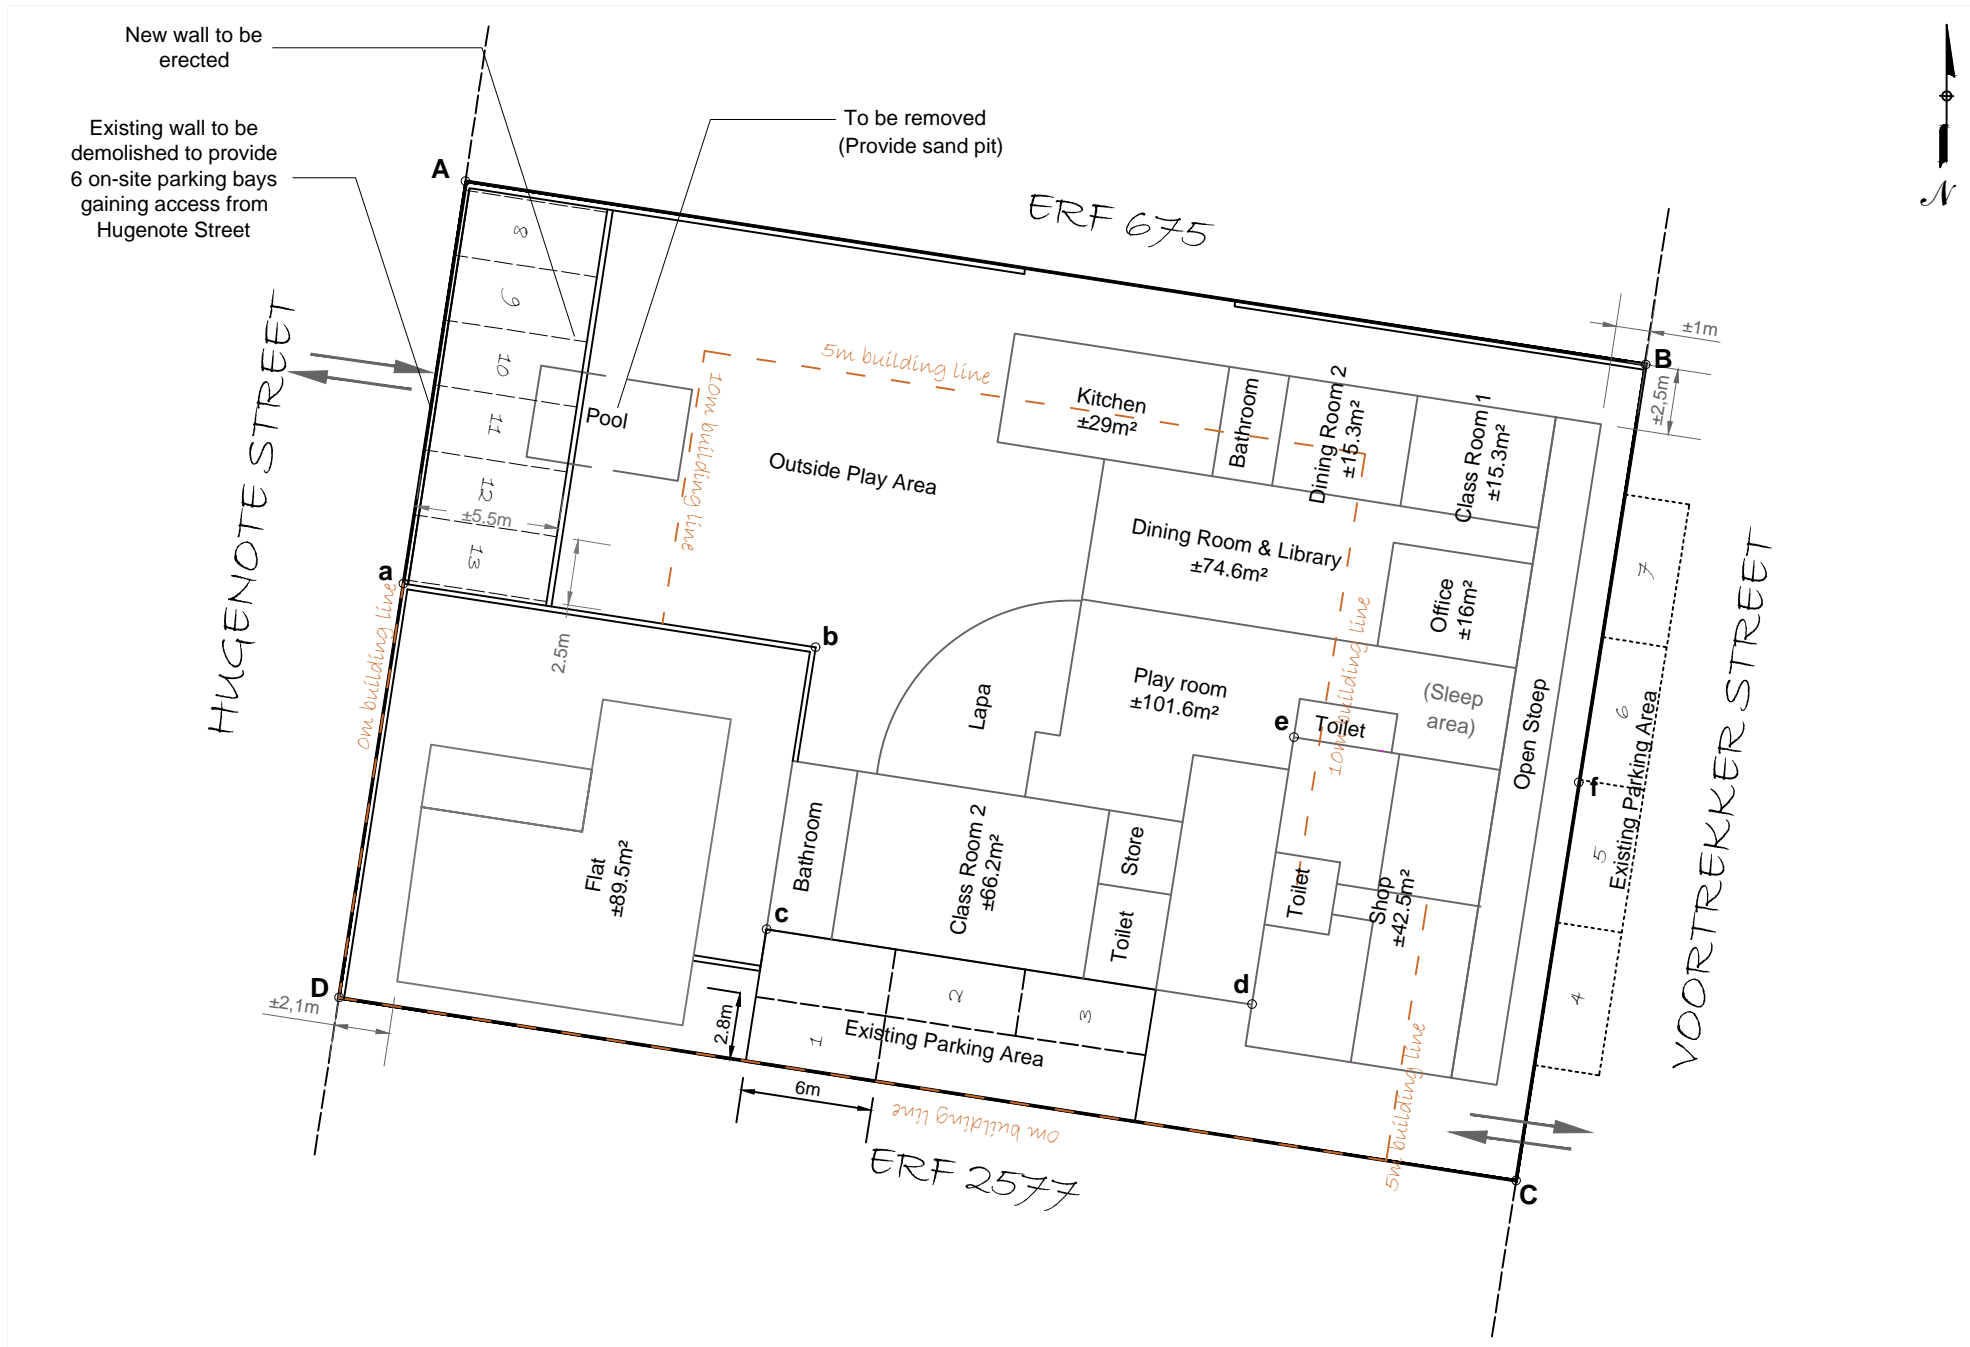 New wall to be
erected
Existing wall to be
demolished to provide
6 on-site parking bays
gaining access from
Hugenote Street
To be removed
(Provide sand pit)
N
A
ERF 675
±1m
B
±2,5m
HUGENOTE STREET
8
9
10
11
12
±5.5m
13
Pool
10m building line
5m building line
Outside Play Area
Kitchen
±29m²
Bathroom
Dining Room 2
±15.3m²
Class Room 1
±15.3m²
Dining Room & Library
±74.6m²
Office
±16m²
a
0m building line
2.5m
b
Lapa
Play room
±101.6m²
10m building line
(Sleep
area)
e
Toilet
Open Stoep
f
7
6
5
4
Existing Parking Area
VOORTREKKER STREET
Flat
±89.5m²
Bathroom
Class Room 2
±66.2m²
Store
Toilet
Toilet
Shop
±42.5m²
c
d
D
±2,1m
2.8m
1
2
3
Existing Parking Area
6m
0m building line
5m building line
ERF 2577
C